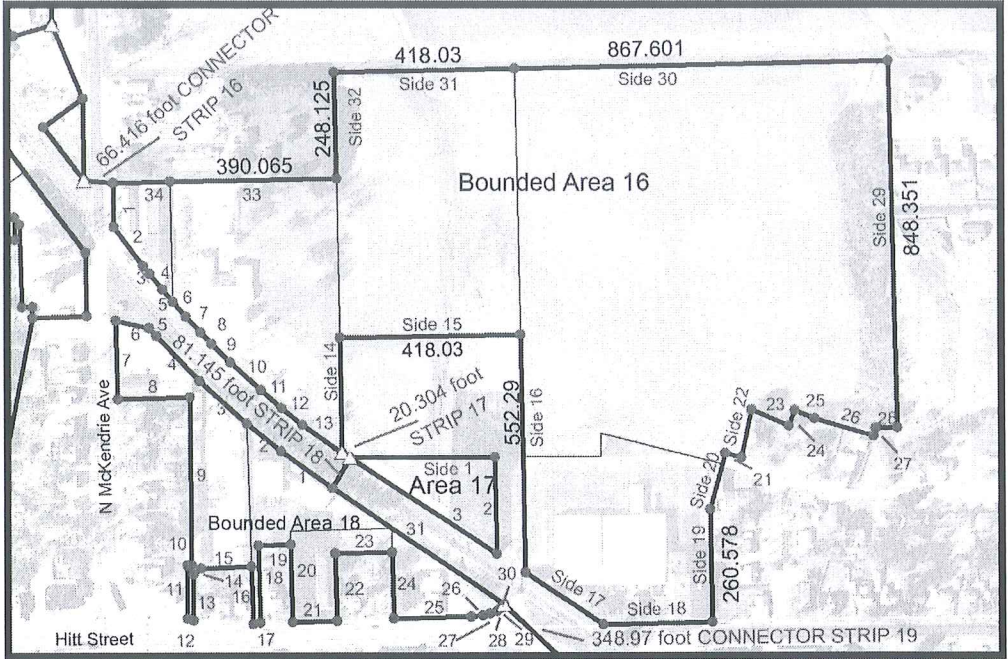 418.03
867.601
Side 31
Side 30
66.416 foot CONNECTOR
STRIP 16
248.125
Side 32
390.065
34
33
Bounded Area 16
Side 29
848.351
1
2
3
4
5
6
7
8
9
10
11
12
13
Side 14
Side 15
418.03
552.29
Side 16
20.304 foot
STRIP 17
81.145 foot STRIP 18
6
5
4
3
2
1
7
8
9
N McKendrie Ave
Side 1
Area 17
2
3
31
Side 22
23
25
24
26
28
27
21
Side 20
Side 19
260.578
Bounded Area 18
10
11
12
13
14
15
16
17
18
19
20
21
22
23
24
25
26
27
28
29
30
Side 17
Side 18
Hitt Street
348.97 foot CONNECTOR STRIP 19